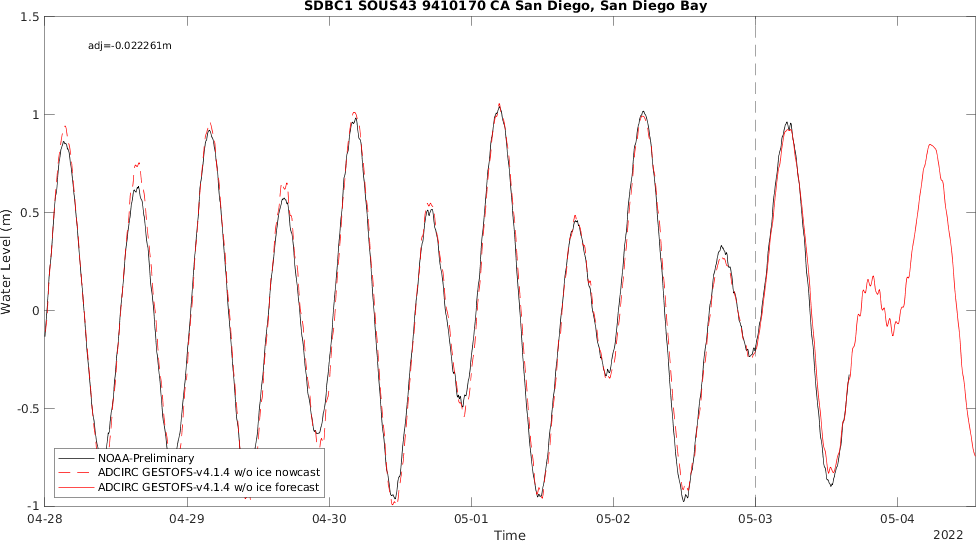 SDBC1 SOUS43 9410170 CA San Diego, San Diego Bay
1.5
adj=-0.022261m
1
0.5
0
-0.5
-1
Water Level (m)
NOAA-Preliminary
ADCIRC GESTOFS-v4.1.4 w/o ice nowcast
ADCIRC GESTOFS-v4.1.4 w/o ice forecast
04-28 04-29 04-30 05-01 05-02 05-03 05-04
Time
2022